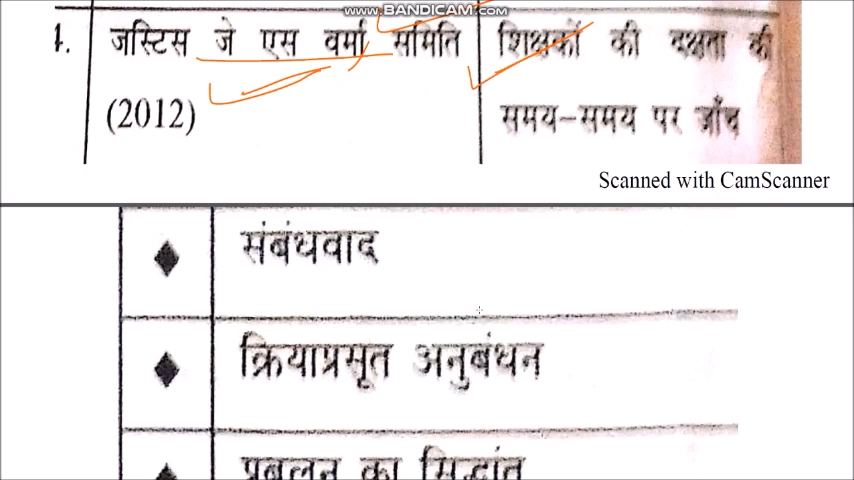 www.BANDICAM.com
4. जस्टिस जे एस वर्मा समिति शिक्षकों की दक्षता की
(2012) समय-समय पर जाँच
Scanned with CamScanner
संबंधवाद
क्रियाप्रसूत अनुबंधन
प्रबलन का सिद्धांत